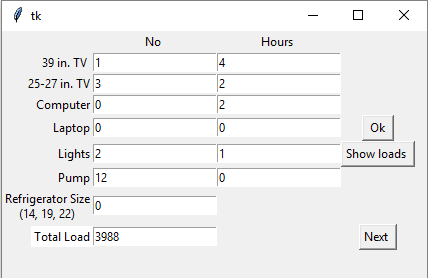 tk
No Hours
39 in. TV 1 4
25-27 in. TV 3 2
Computer 0 2
Laptop 0 0 Ok
Lights 2 1 Show loads
Pump 12 0
Refrigerator Size
(14, 19, 22) 0
Total Load 3988 Next